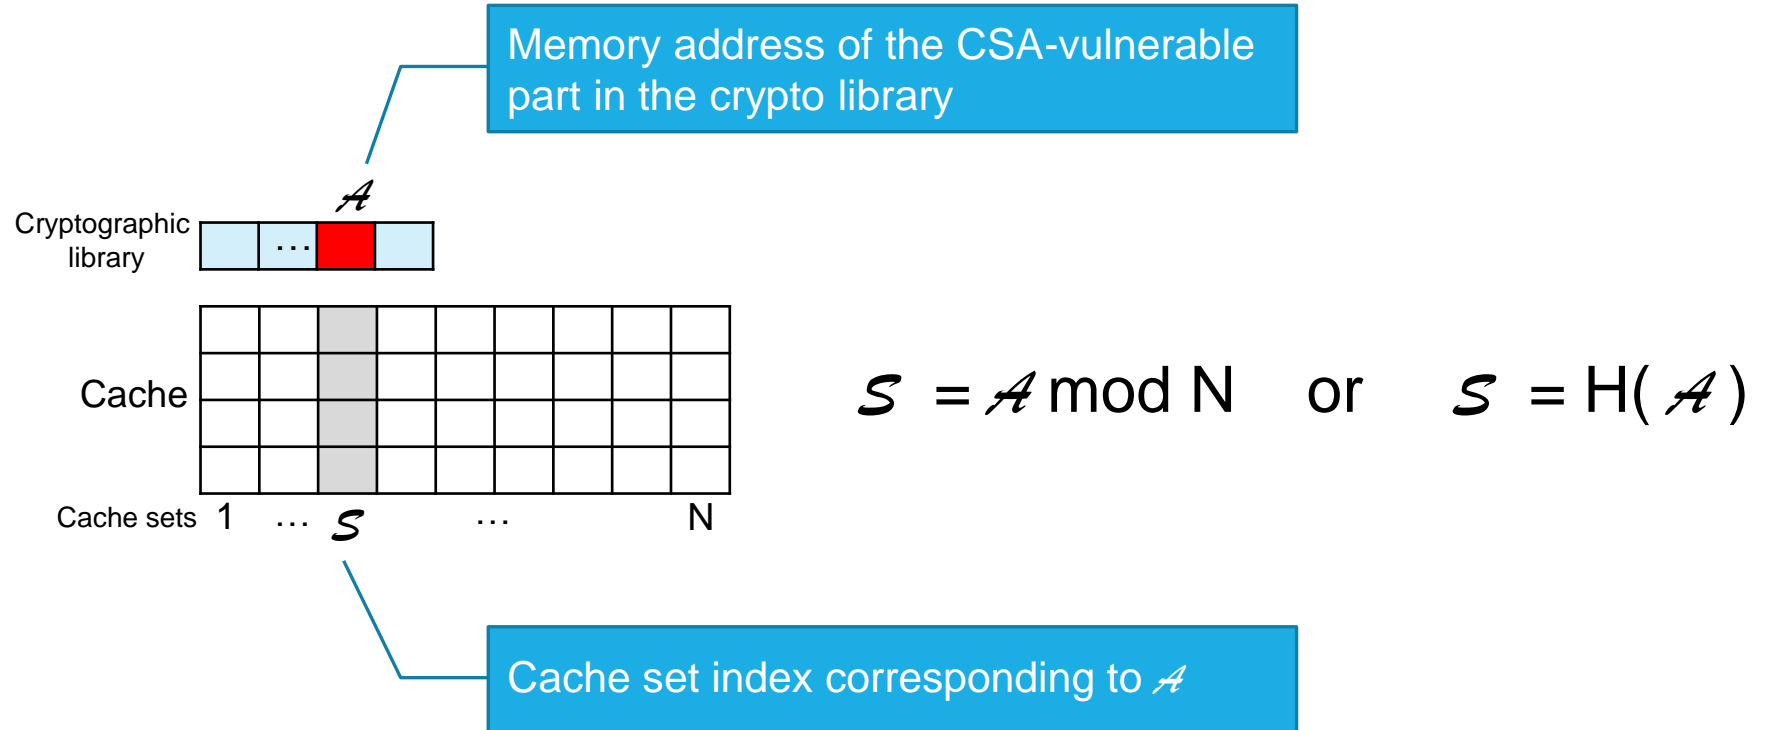 Memory address of the CSA-vulnerable
part in the crypto library
𝒜
Cryptographic
library
…
Cache
𝒮 = 𝒜 mod N or 𝒮 = H( 𝒜 )
Cache sets 1 … 𝒮 … N
Cache set index corresponding to 𝒜